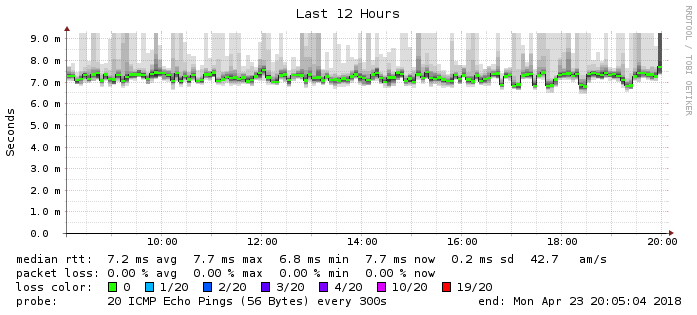 Last 12 Hours
RRDTOOL / TOBI OETIKER
Seconds
9.0 m
8.0 m
7.0 m
6.0 m
5.0 m
4.0 m
3.0 m
2.0 m
1.0 m
0.0
10:00 12:00 14:00 16:00 18:00 20:00
median rtt: 7.2 ms avg 7.7 ms max 6.8 ms min 7.7 ms now 0.2 ms sd 42.7 am/s
packet loss: 0.00 % avg 0.00 % max 0.00 % min 0.00 % now
loss color: 0 1/20 2/20 3/20 4/20 10/20 19/20
probe: 20 ICMP Echo Pings (56 Bytes) every 300s end: Mon Apr 23 20:05:04 2018